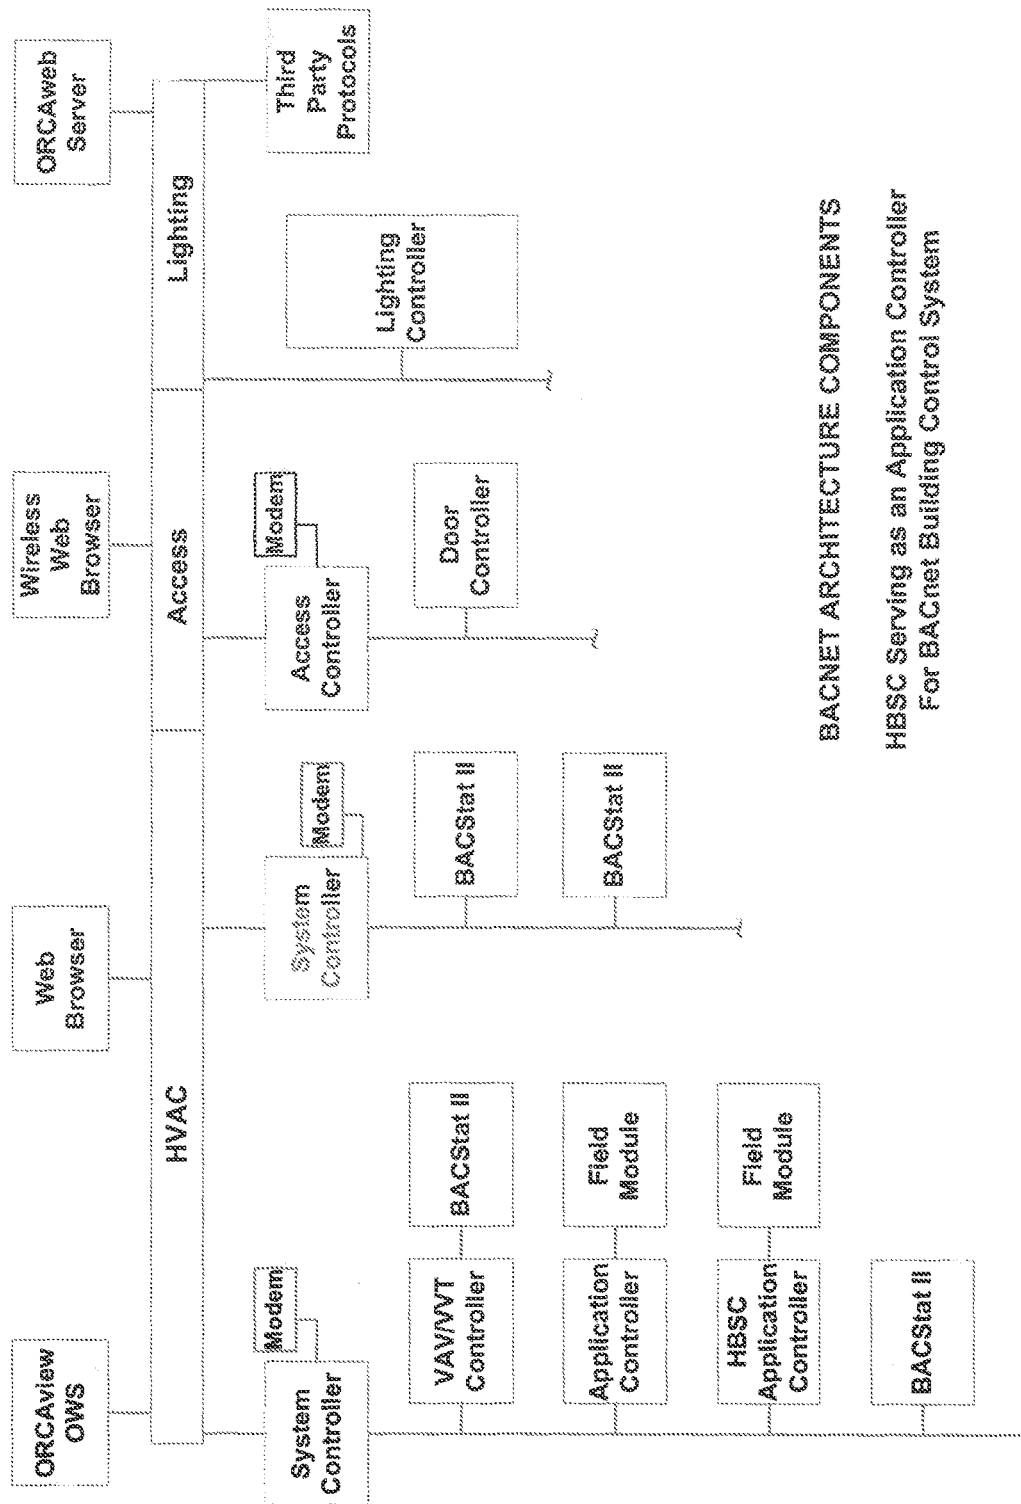 ORCAview
OWS
Web
Browser
Wireless
Web
Browser
ORCAweb
Server
HVAC
Access
Lighting
System
Controller
Modem
System
Controller
Modem
Access
Controller
Modem
Third
Party
Protocols
VAV/VVT
Controller
BACStat II
BACStat II
Door
Controller
Lighting
Controller
Application
Controller
Field
Module
BACStat II
HBSC
Application
Controller
Field
Module
BACStat II
BACNET ARCHITECTURE COMPONENTS
HBSC Serving as an Application Controller
For BACnet Building Control System